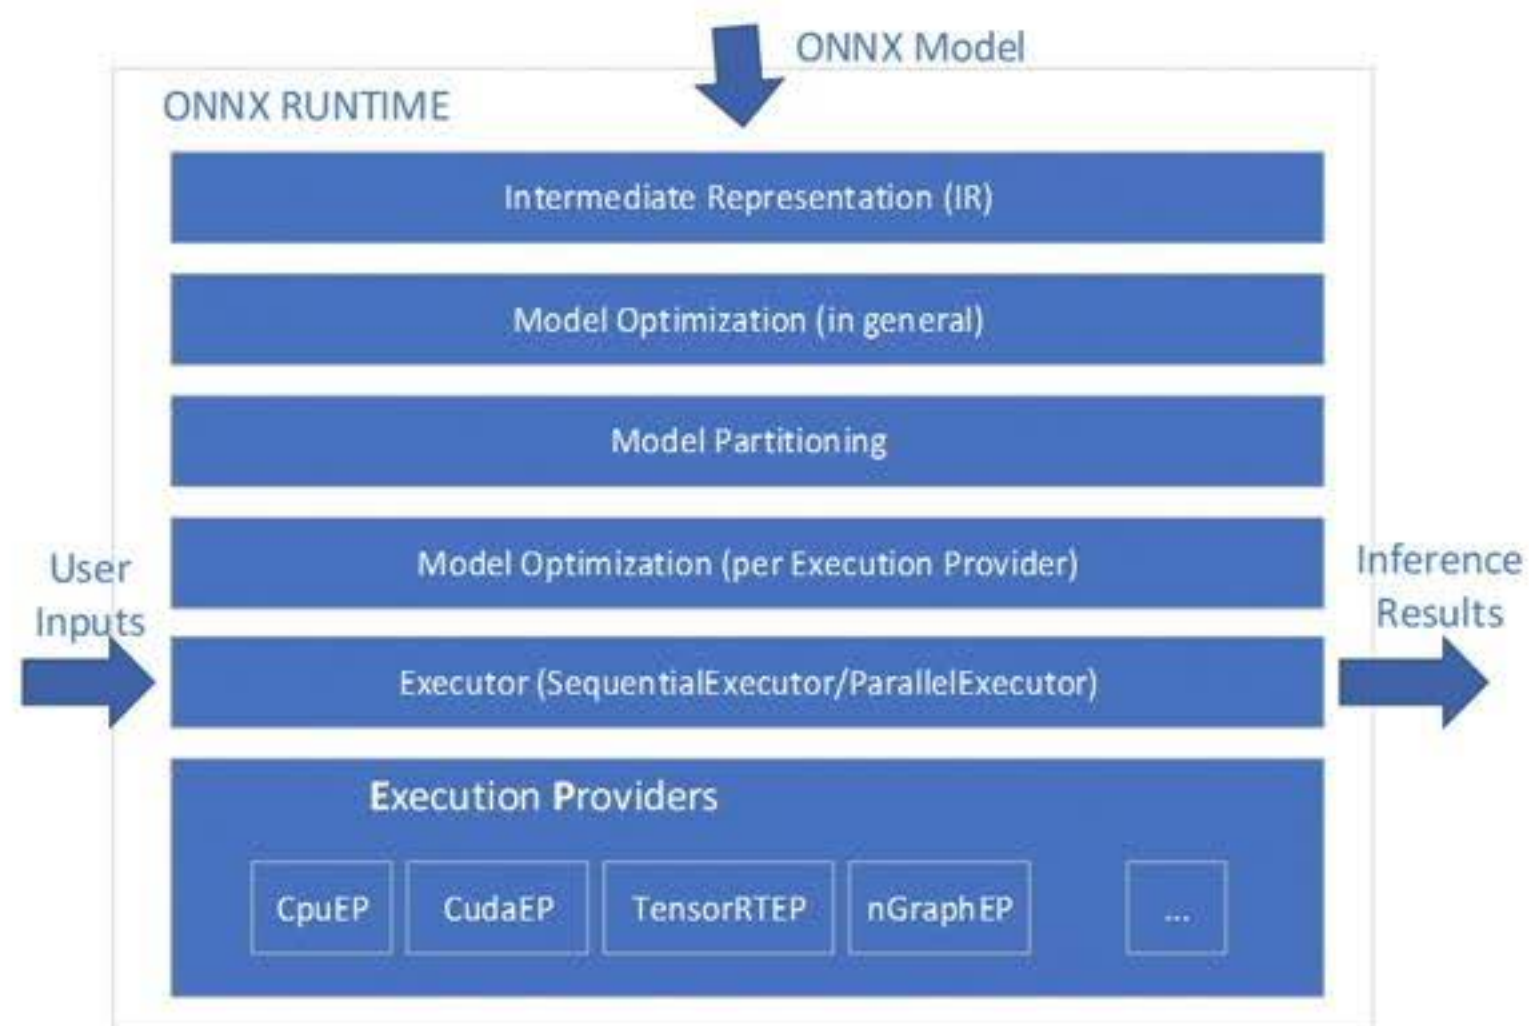 ONNX Model
ONNX RUNTIME
Intermediate Representation (IR)
Model Optimization (in general)
Model Partitioning
Model Optimization (per Execution Provider)
User
Inputs
Inference
Results
Executor (SequentialExecutor/ParallelExecutor)
Execution Providers
CpuEP
CudaEP
TensorRTEP
nGraphEP
...